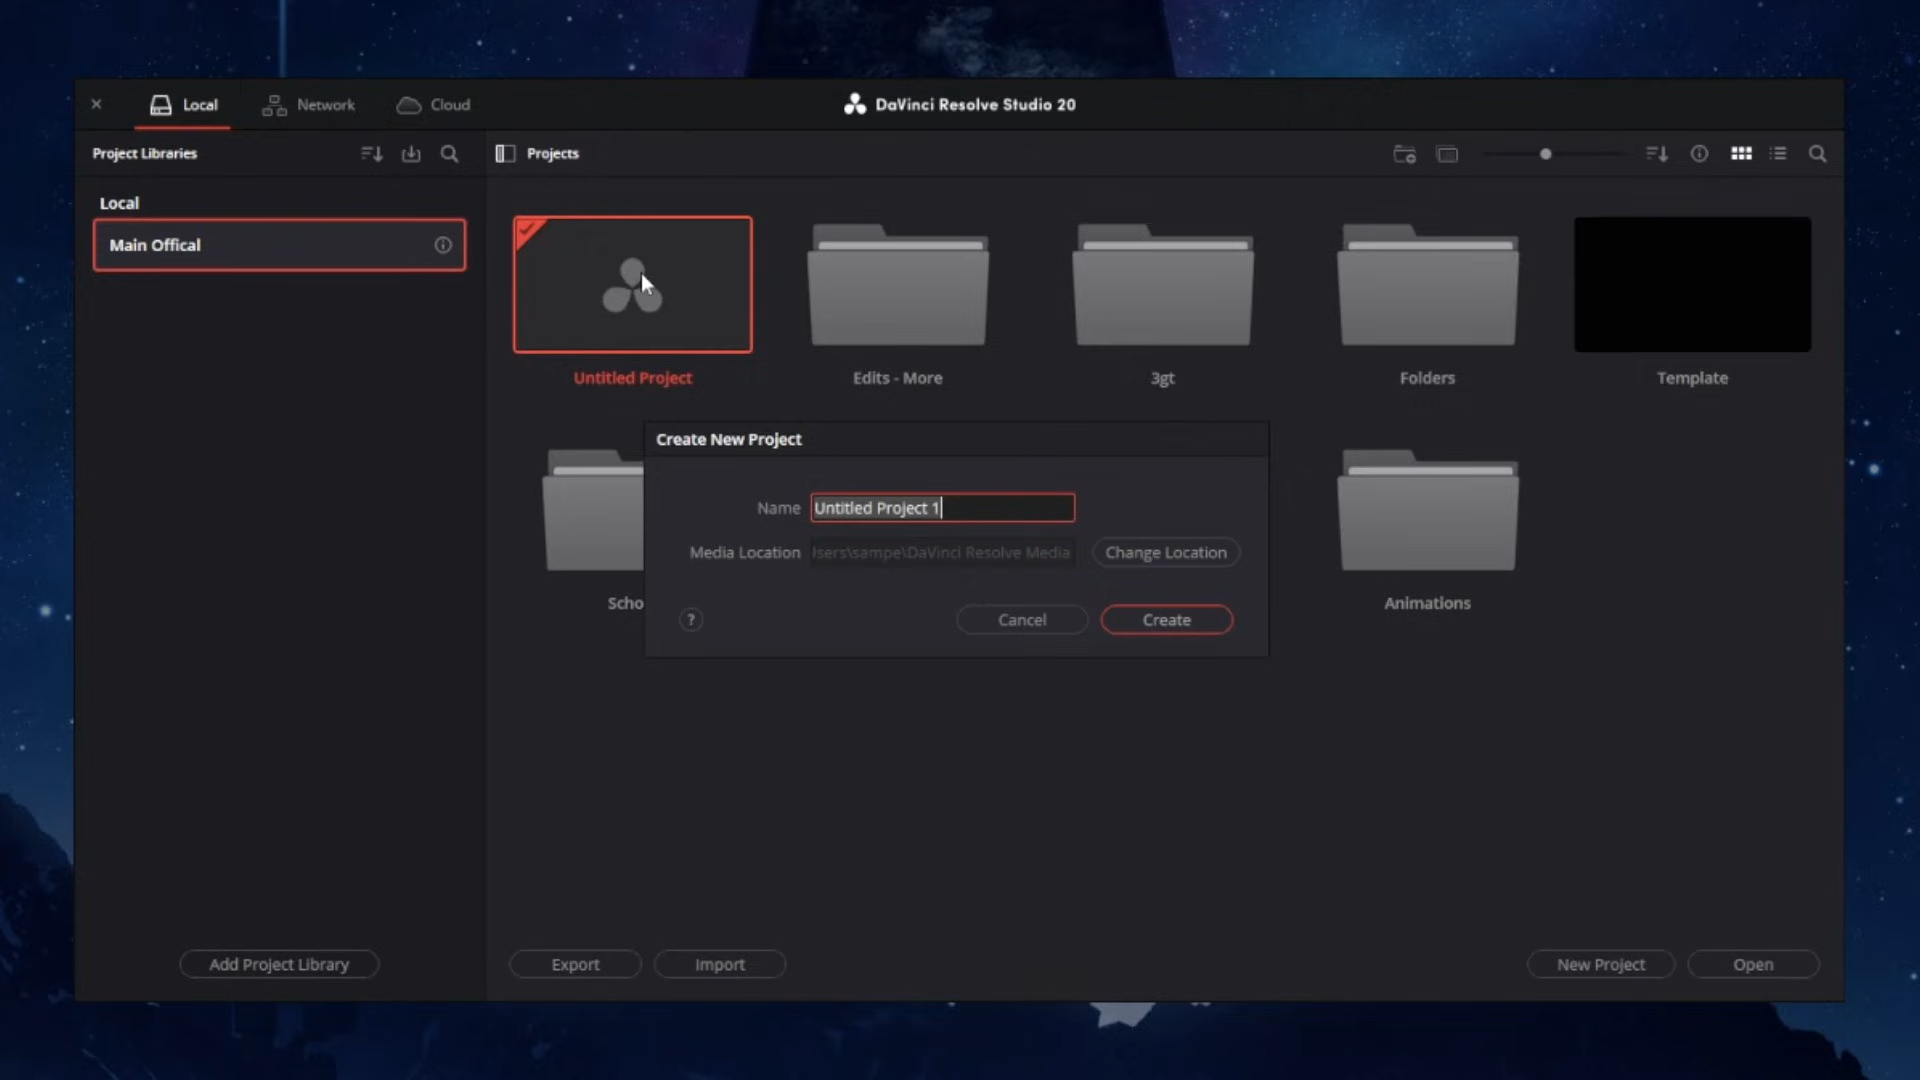 Local
Network
Cloud
DaVinci Resolve Studio 20
Project Libraries
Projects
Local
Main Offical
Untitled Project
Edits - More
3gt
Folders
Template
Create New Project
Name
Untitled Project 1
Media Location
sers\sampe\DaVinci Resolve Media
Change Location
Scho
Animations
?
Cancel
Create
Add Project Library
Export
Import
New Project
Open